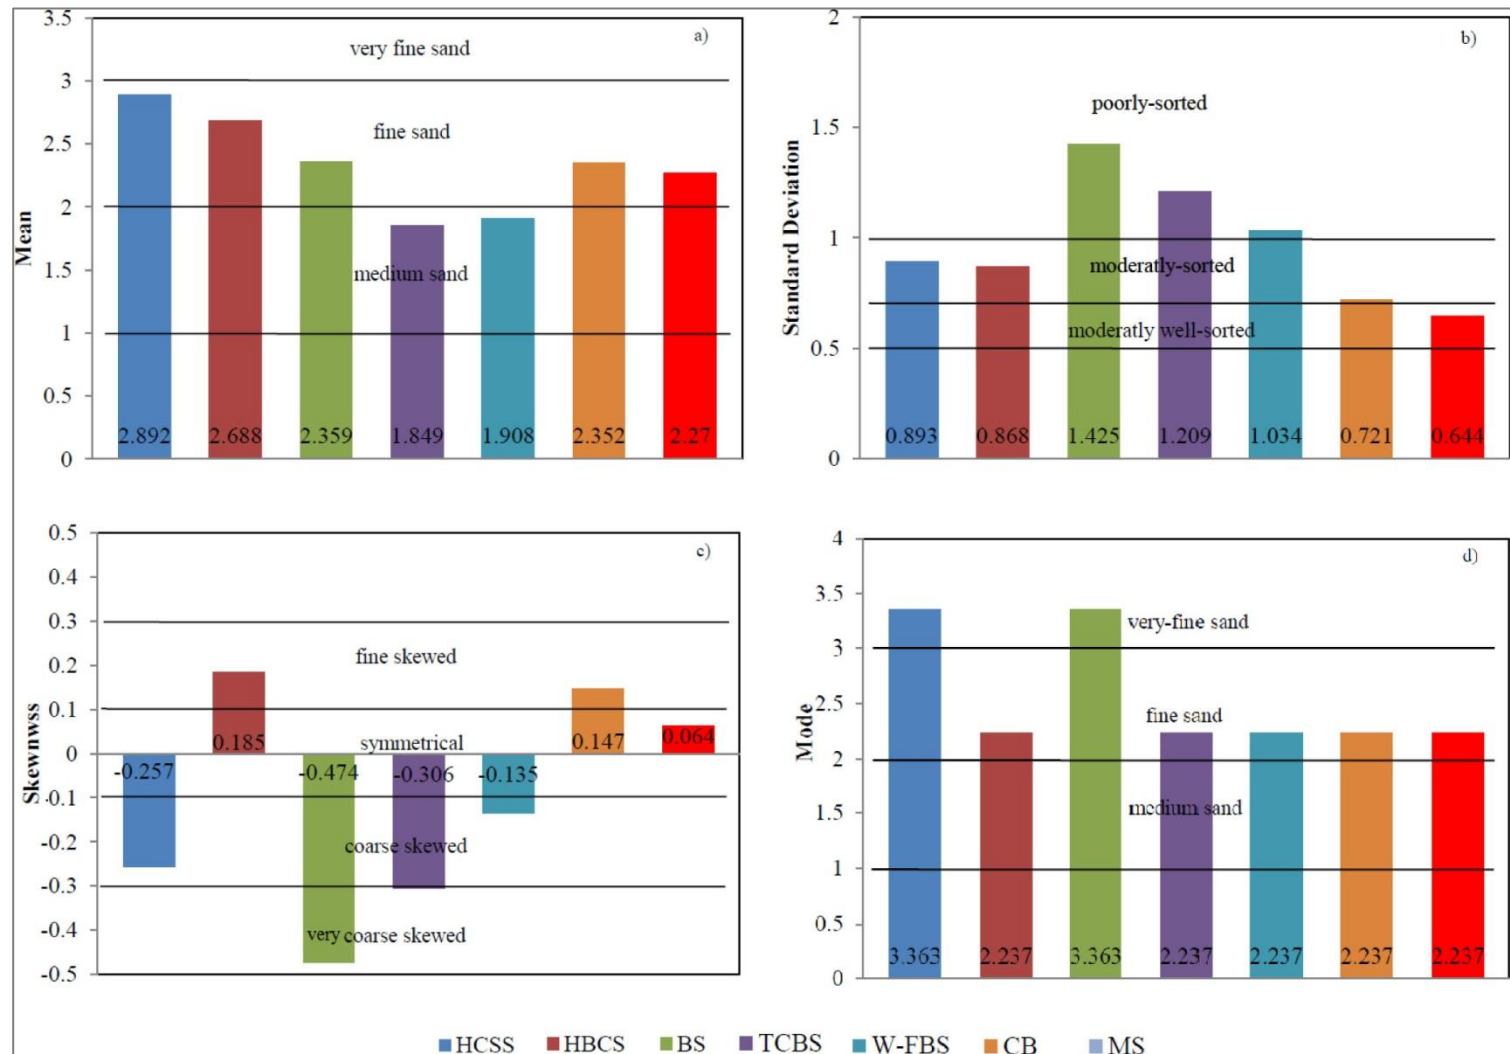 a)
3.5
3
2.5
2
1.5
1
0.5
0
Mean
very fine sand
fine sand
medium sand
2.892 2.688 2.359 1.849 1.908 2.352 2.27
b)
2
1.5
1
0.5
0
Standard Deviation
poorly-sorted
moderatly-sorted
moderatly well-sorted
0.893 0.868 1.425 1.209 1.034 0.721 0.644
c)
0.5
0.4
0.3
0.2
0.1
0
-0.1
-0.2
-0.3
-0.4
-0.5
Skewnwss
fine skewed
symmetrical
coarse skewed
very coarse skewed
-0.257 0.185 -0.474 -0.306 -0.135 0.147 0.064
d)
4
3.5
3
2.5
2
1.5
1
0.5
0
Mode
very-fine sand
fine sand
medium sand
3.363 2.237 3.363 2.237 2.237 2.237 2.237
HCSS HBCS BS TCBS W-FBS CB MS